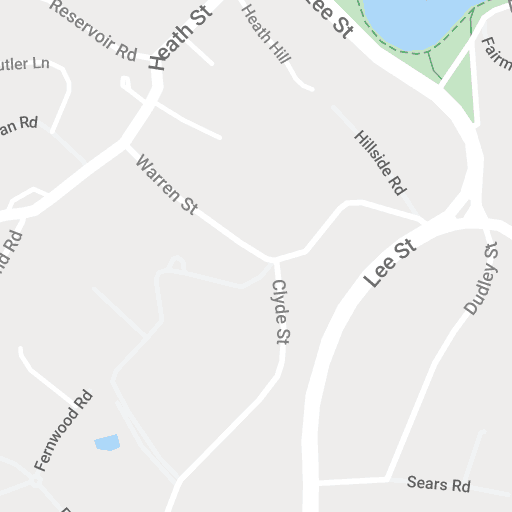 Reservoir Rd
Heath St
Lee St
Heath Hill
utler Ln
Fairm
an Rd
Hillside Rd
Warren St
Lee St
nd Rd
Dudley St
Clyde St
Fernwood Rd
Sears Rd